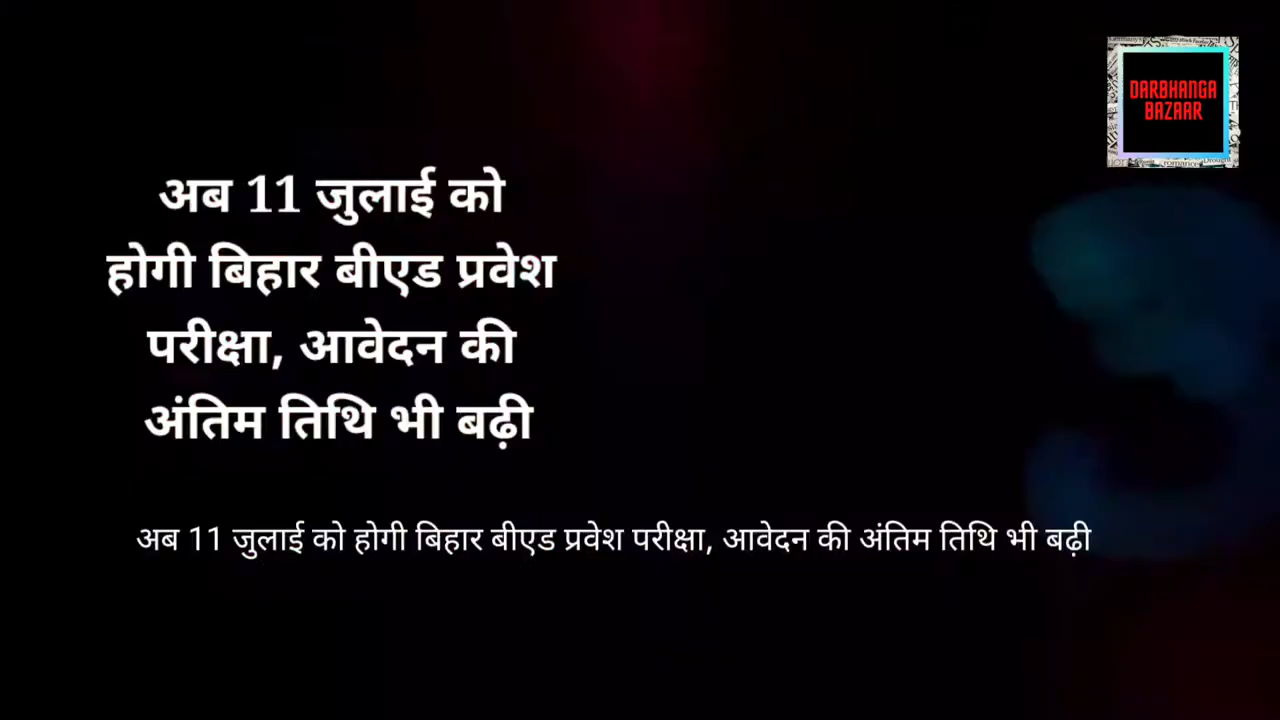 DARBHANGA
BAZAAR
अब 11 जुलाई को
होगी बिहार बीएड प्रवेश
परीक्षा, आवेदन की
अंतिम तिथि भी बढ़ी
अब 11 जुलाई को होगी बिहार बीएड प्रवेश परीक्षा, आवेदन की अंतिम तिथि भी बढ़ी